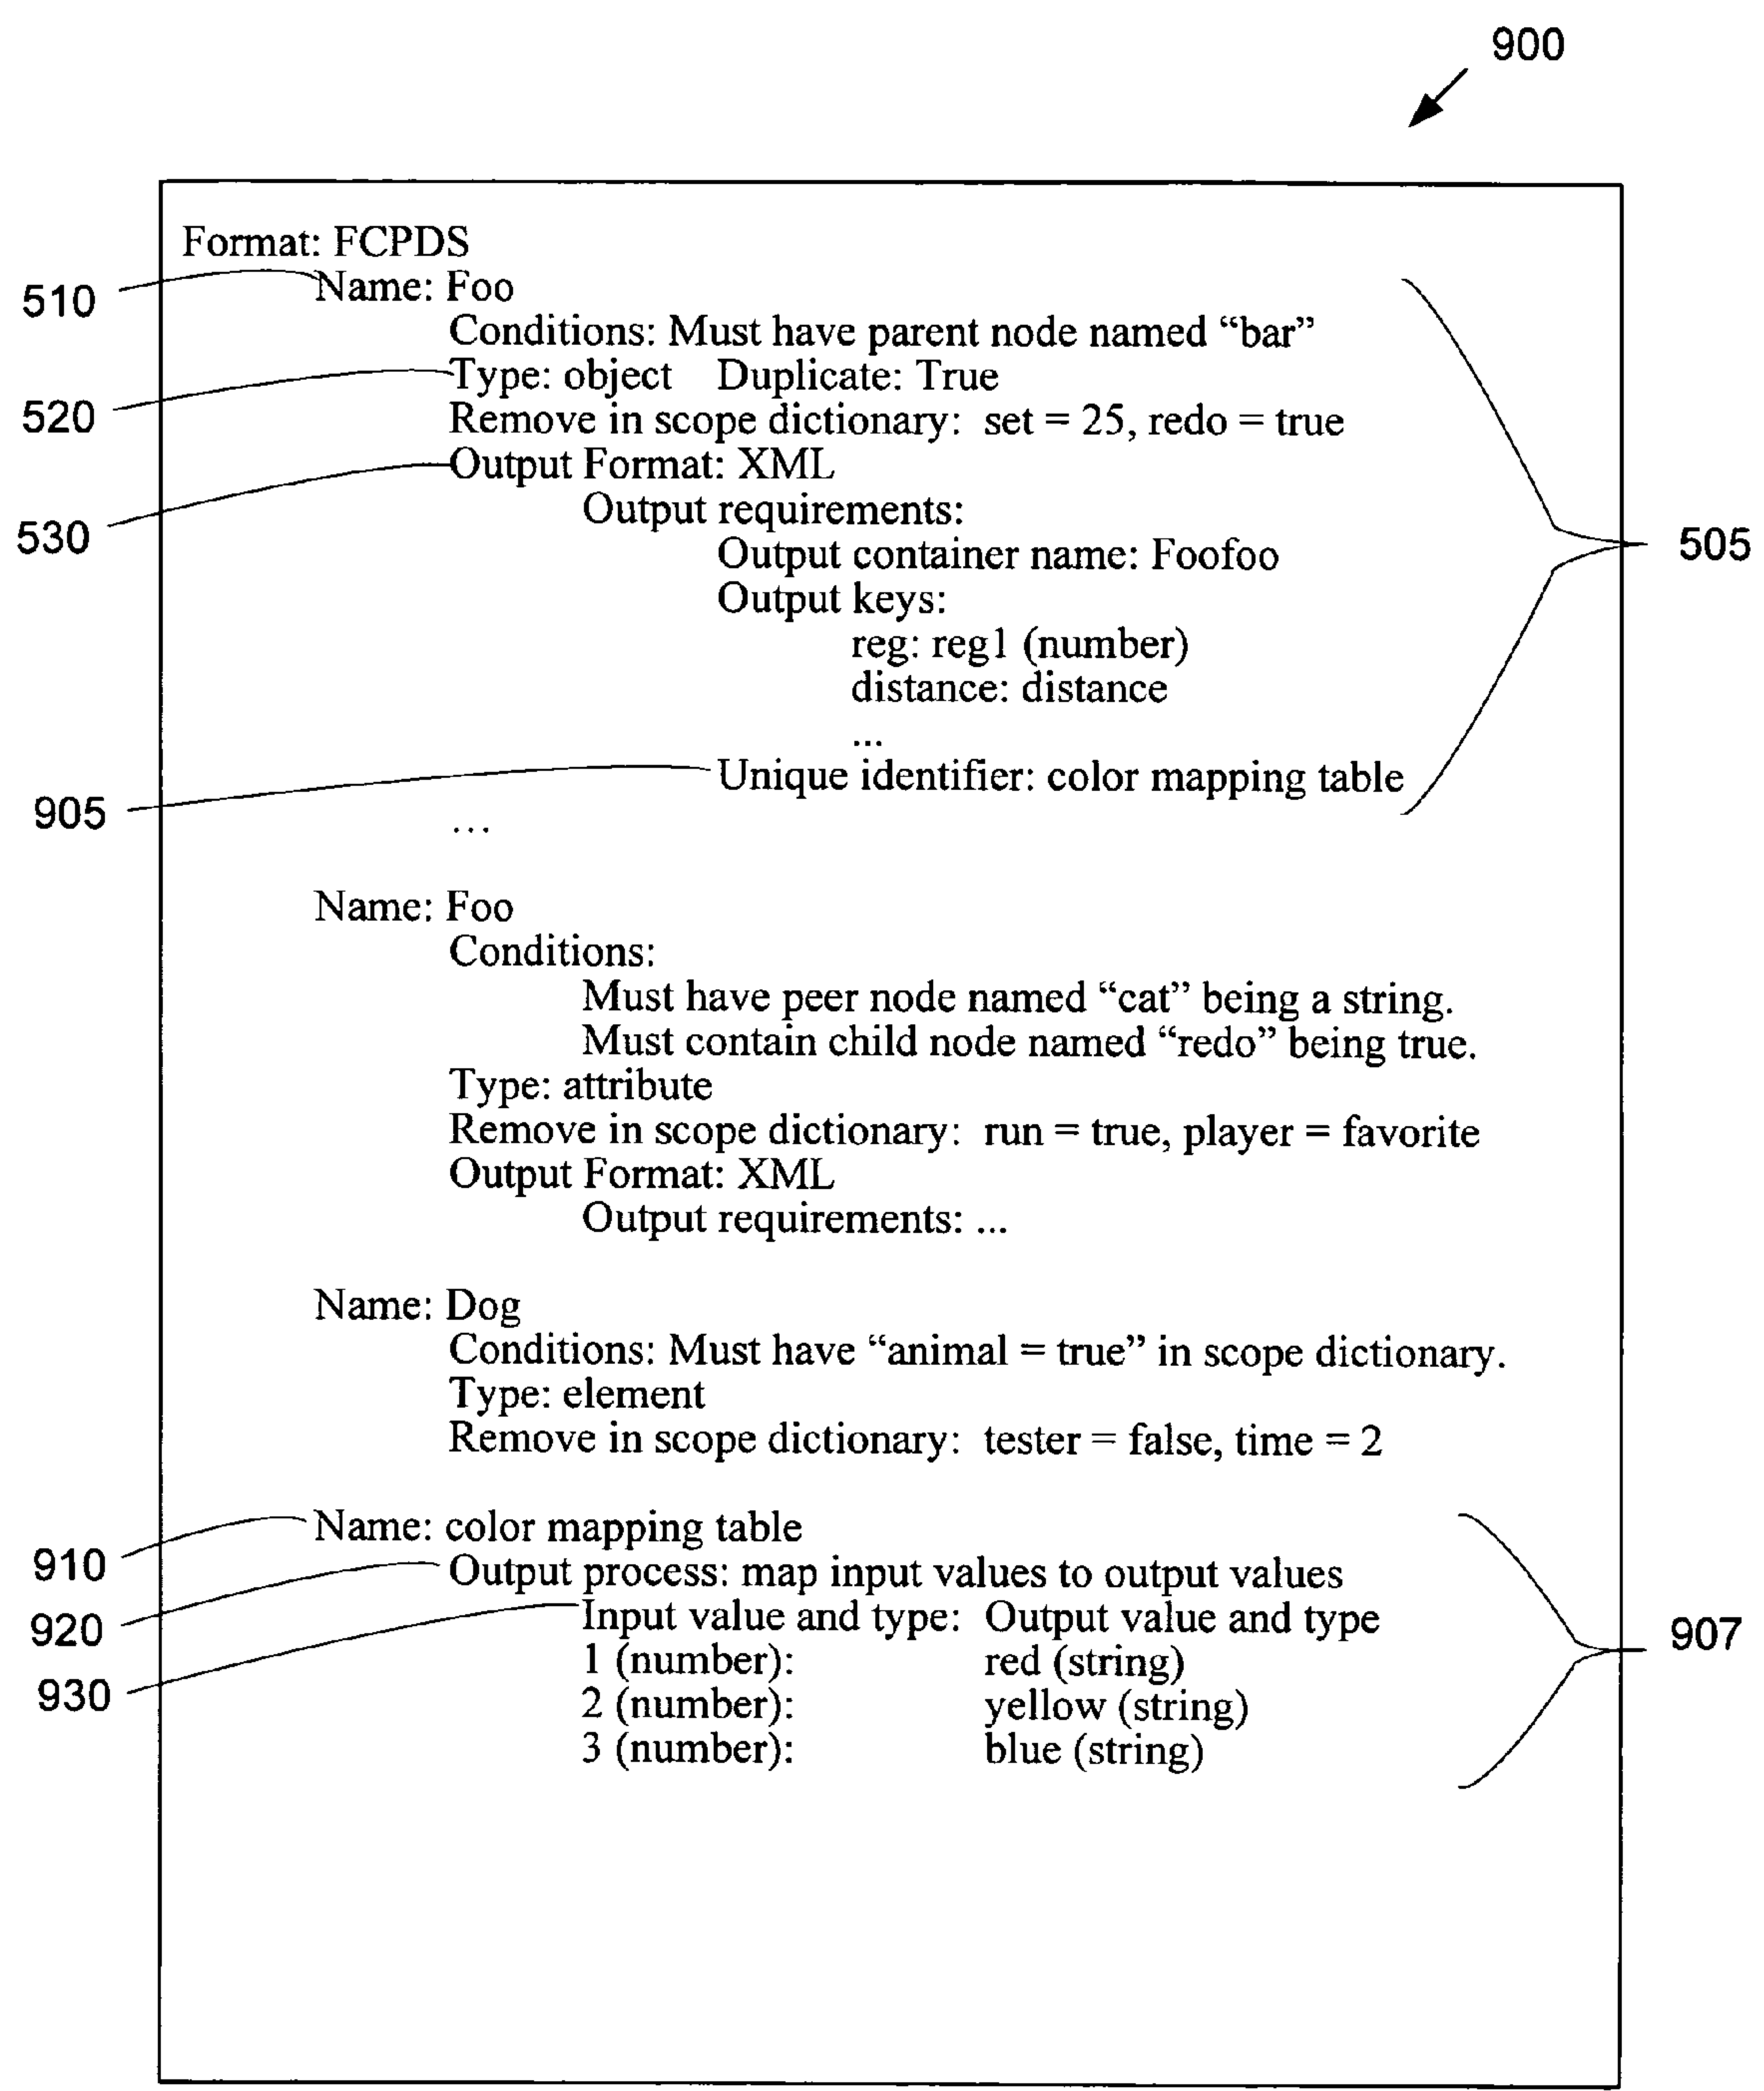 900
Format: FCPDS
510 Name: Foo
Conditions: Must have parent node named “bar”
Type: object Duplicate: True
520 Remove in scope dictionary: set = 25, redo = true
Output Format: XML
530 Output requirements:
Output container name: Foofoo 505
Output keys:
reg: reg1 (number)
distance: distance
...
Unique identifier: color mapping table
905
...
Name: Foo
Conditions:
Must have peer node named “cat” being a string.
Must contain child node named “redo” being true.
Type: attribute
Remove in scope dictionary: run = true, player = favorite
Output Format: XML
Output requirements: ...
Name: Dog
Conditions: Must have “animal = true” in scope dictionary.
Type: element
Remove in scope dictionary: tester = false, time = 2
Name: color mapping table
910 Output process: map input values to output values
920 Input value and type: Output value and type 907
1 (number): red (string)
930 2 (number): yellow (string)
3 (number): blue (string)